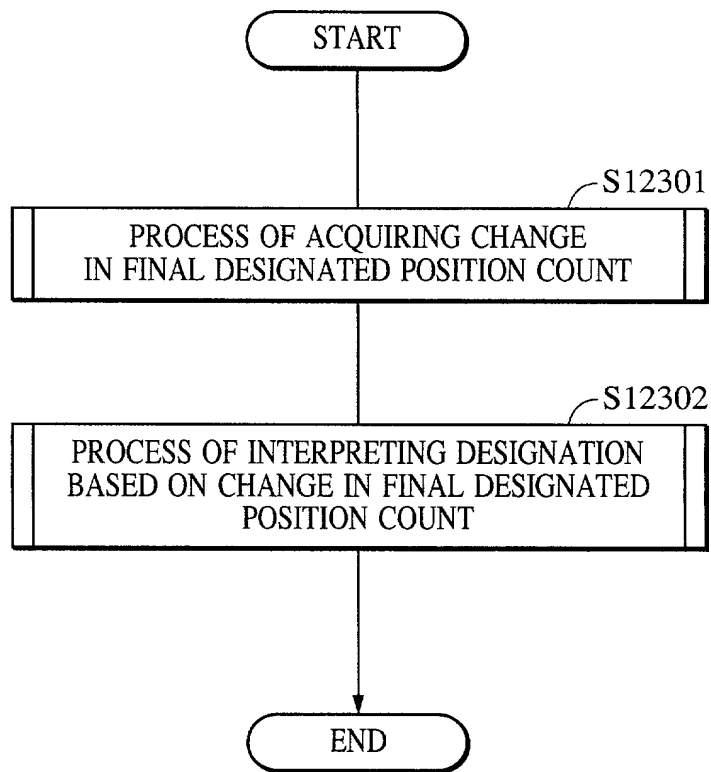 START
S12301
PROCESS OF ACQUIRING CHANGE
IN FINAL DESIGNATED POSITION COUNT
S12302
PROCESS OF INTERPRETING DESIGNATION
BASED ON CHANGE IN FINAL DESIGNATED
POSITION COUNT
END